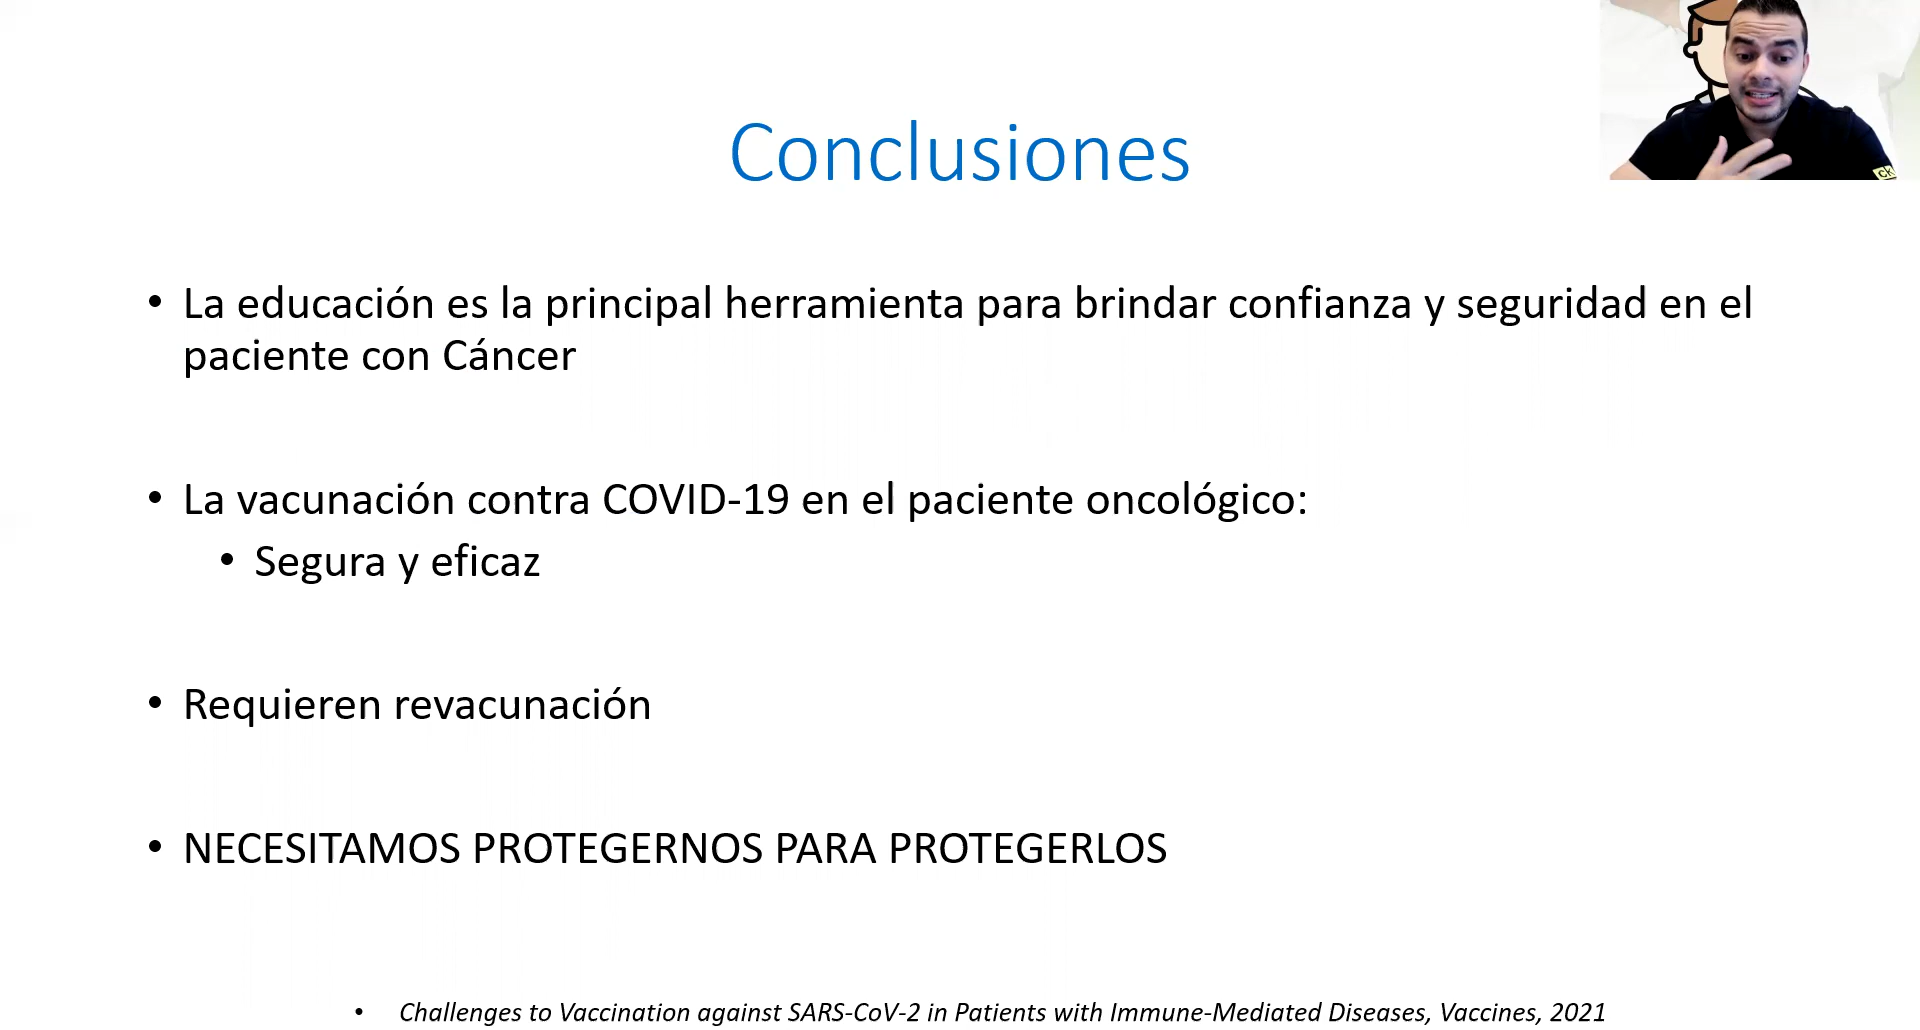 Conclusiones
• La educación es la principal herramienta para brindar confianza y seguridad en el
paciente con Cáncer
• La vacunación contra COVID-19 en el paciente oncológico:
• Segura y eficaz
• Requieren revacunación
• NECESITAMOS PROTEGERNOS PARA PROTEGERLOS
• Challenges to Vaccination against SARS-CoV-2 in Patients with Immune-Mediated Diseases, Vaccines, 2021